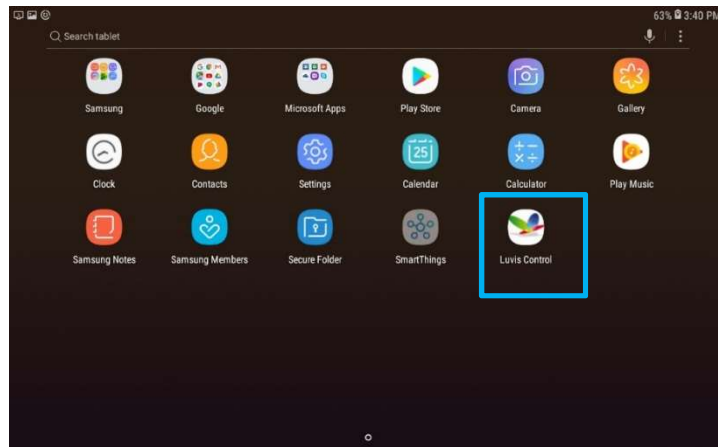 63% 3:40 PM
Search tablet
Samsung Google Microsoft Apps Play Store Camera Gallery
25
Clock Contacts Settings Calendar Calculator Play Music
Samsung Notes Samsung Members Secure Folder SmartThings Luvis Control